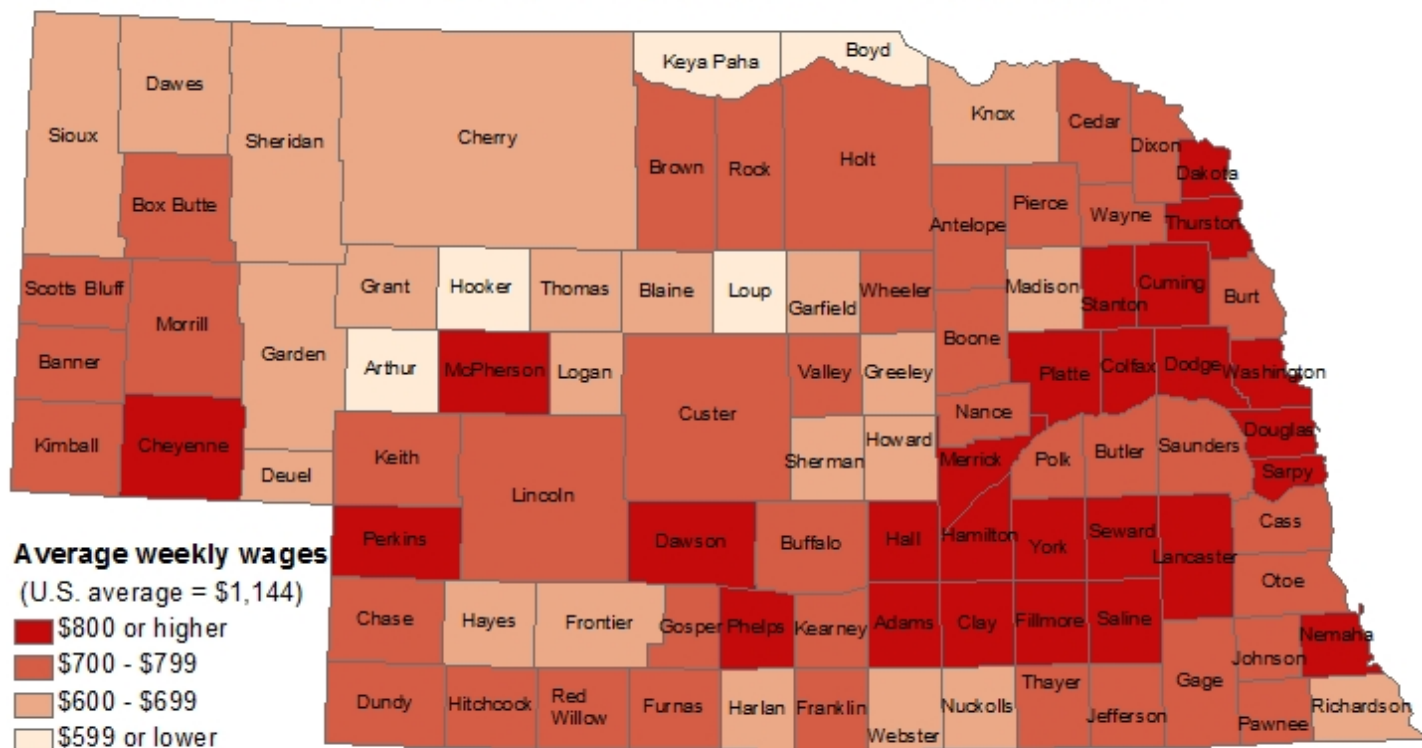 Keya Paha
Boyd
Dawes
Knox
Cedar
Sioux
Sheridan
Cherry
Dixon
Brown
Rock
Holt
Dakota
Box Butte
Pierce
Wayne
Antelope
Thurston
Scotts Bluff
Grant
Hooker
Thomas
Blaine
Loup
Garfield
Wheeler
Madison
Stanton
Cuming
Burt
Morrill
Banner
Garden
Arthur
McPherson
Logan
Valley
Greeley
Boone
Platte
Colfax
Dodge
Washington
Custer
Nance
Kimball
Cheyenne
Keith
Howard
Douglas
Deuel
Lincoln
Sherman
Merrick
Polk
Butler
Saunders
Sarpy
Perkins
Dawson
Buffalo
Hall
Hamilton
York
Seward
Lancaster
Cass
Otoe
Chase
Hayes
Frontier
Gosper
Phelps
Kearney
Adams
Clay
Fillmore
Saline
Nemaha
Johnson
Dundy
Hitchcock
Red
Willow
Furnas
Harlan
Franklin
Webster
Nuckolls
Thayer
Jefferson
Gage
Pawnee
Richardson
Average weekly wages
(U.S. average = $1,144)
$800 or higher
$700 - $799
$600 - $699
$599 or lower